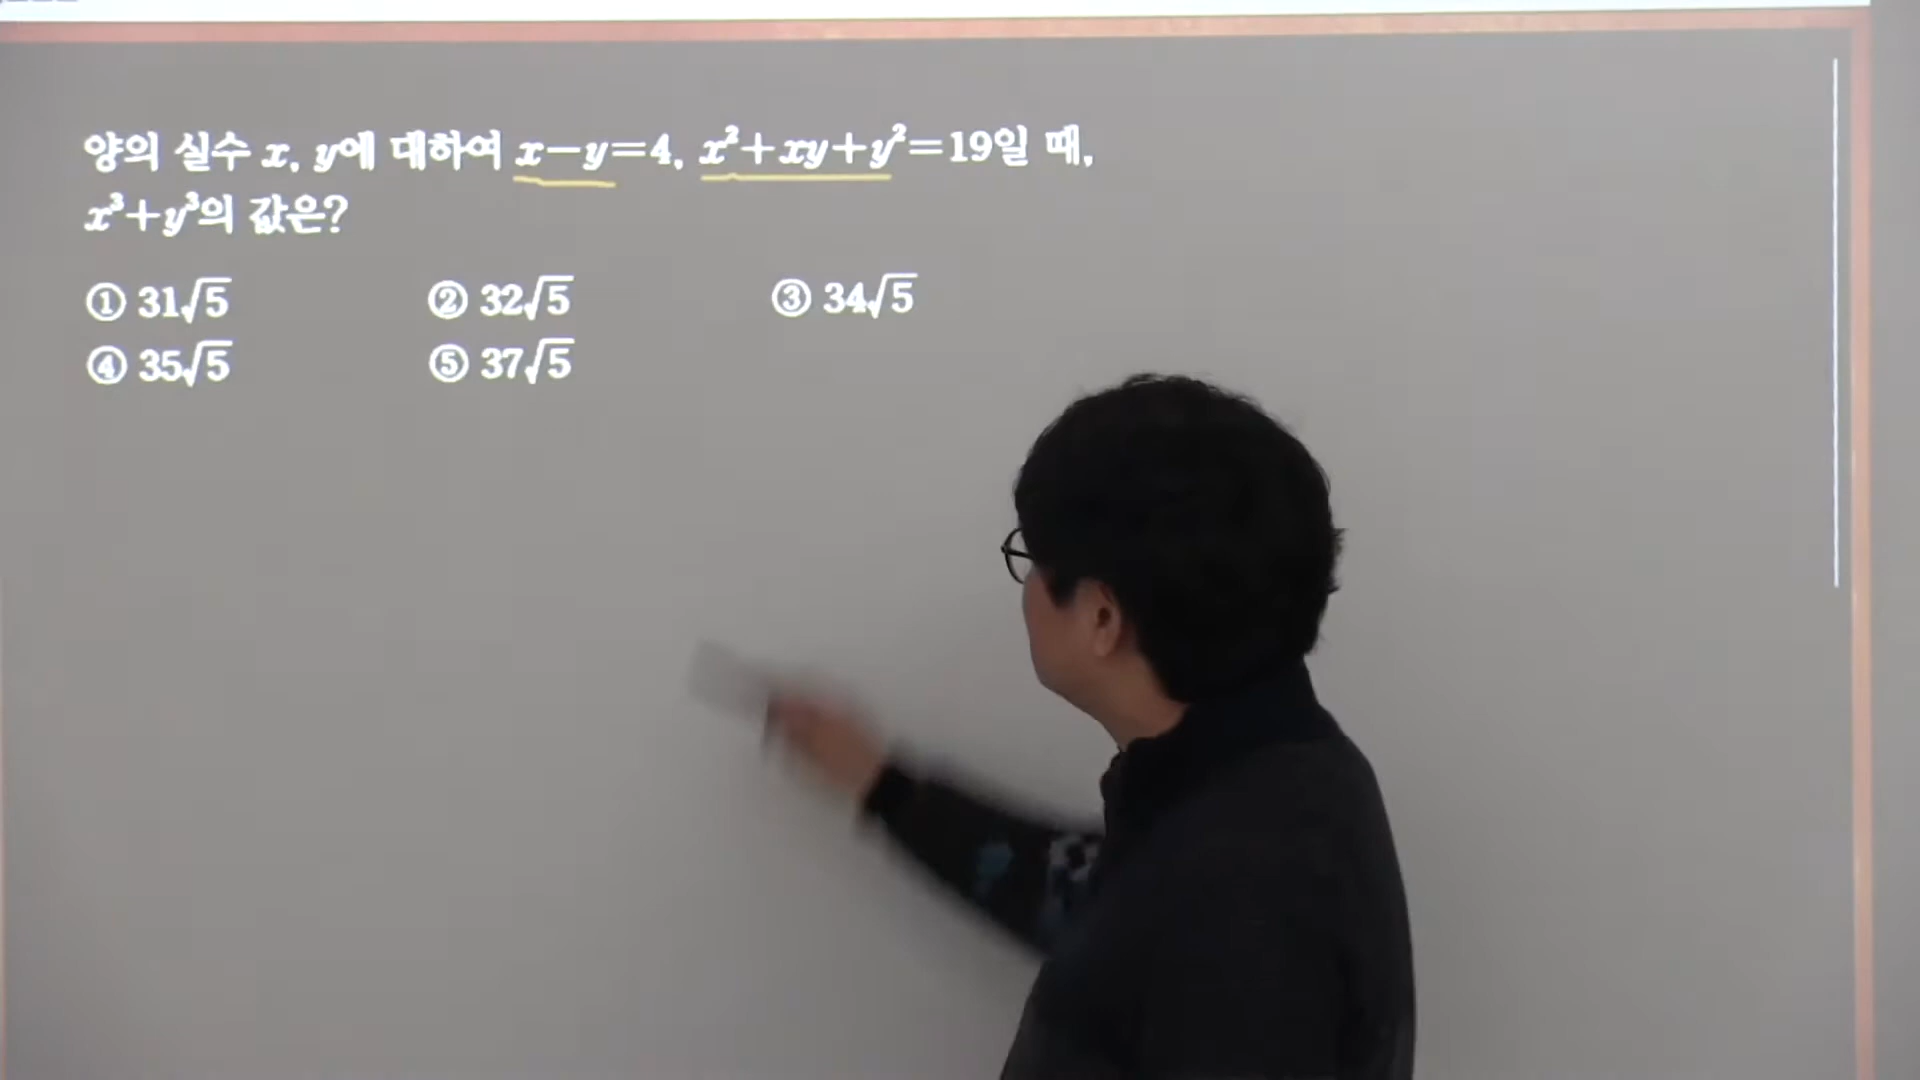 양의 실수 x, y에 대하여 x−y=4, x²+xy+y²=19일 때,
x³+y³의 값은?
① 31√5 ② 32√5 ③ 34√5
④ 35√5 ⑤ 37√5